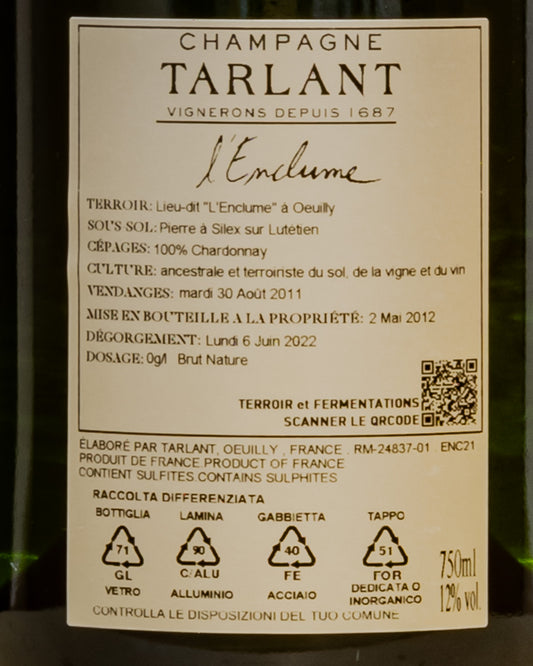 CHAMPAGNE
TARLANT
VIGNERONS DEPUIS 1687
l'Enclume
TERROIR: Lieu-dit "L'Enclume" à Oeuilly
SOUS-SOL: Pierre à Silex sur Lutétien
CÉPAGES: 100% Chardonnay
CULTURE: ancestrale et terroiriste du sol, de la vigne et du vin
VENDANGES: mardi 30 Août 2011
MISE EN BOUTEILLE A LA PROPRIÉTÉ: 2 Mai 2012
DÉGORGEMENT: Lundi 6 Juin 2022
DOSAGE: 0g/l Brut Nature
TERROIR et FERMENTATIONS
SCANNER LE QRCODE
ÉLABORÉ PAR TARLANT, OEUILLY , FRANCE . RM-24837-01 . ENC21
PRODUIT DE FRANCE.PRODUCT OF FRANCE
CONTIENT SULFITES.CONTAINS SULPHITES
RACCOLTA DIFFERENZIATA
BOTTIGLIA LAMINA GABBIETTA TAPPO
71 90 40 51
GL C/ALU FE FOR
VETRO ALLUMINIO ACCIAIO DEDICATA O INORGANICO
CONTROLLA LE DISPOSIZIONI DEL TUO COMUNE
750ml
12% vol.